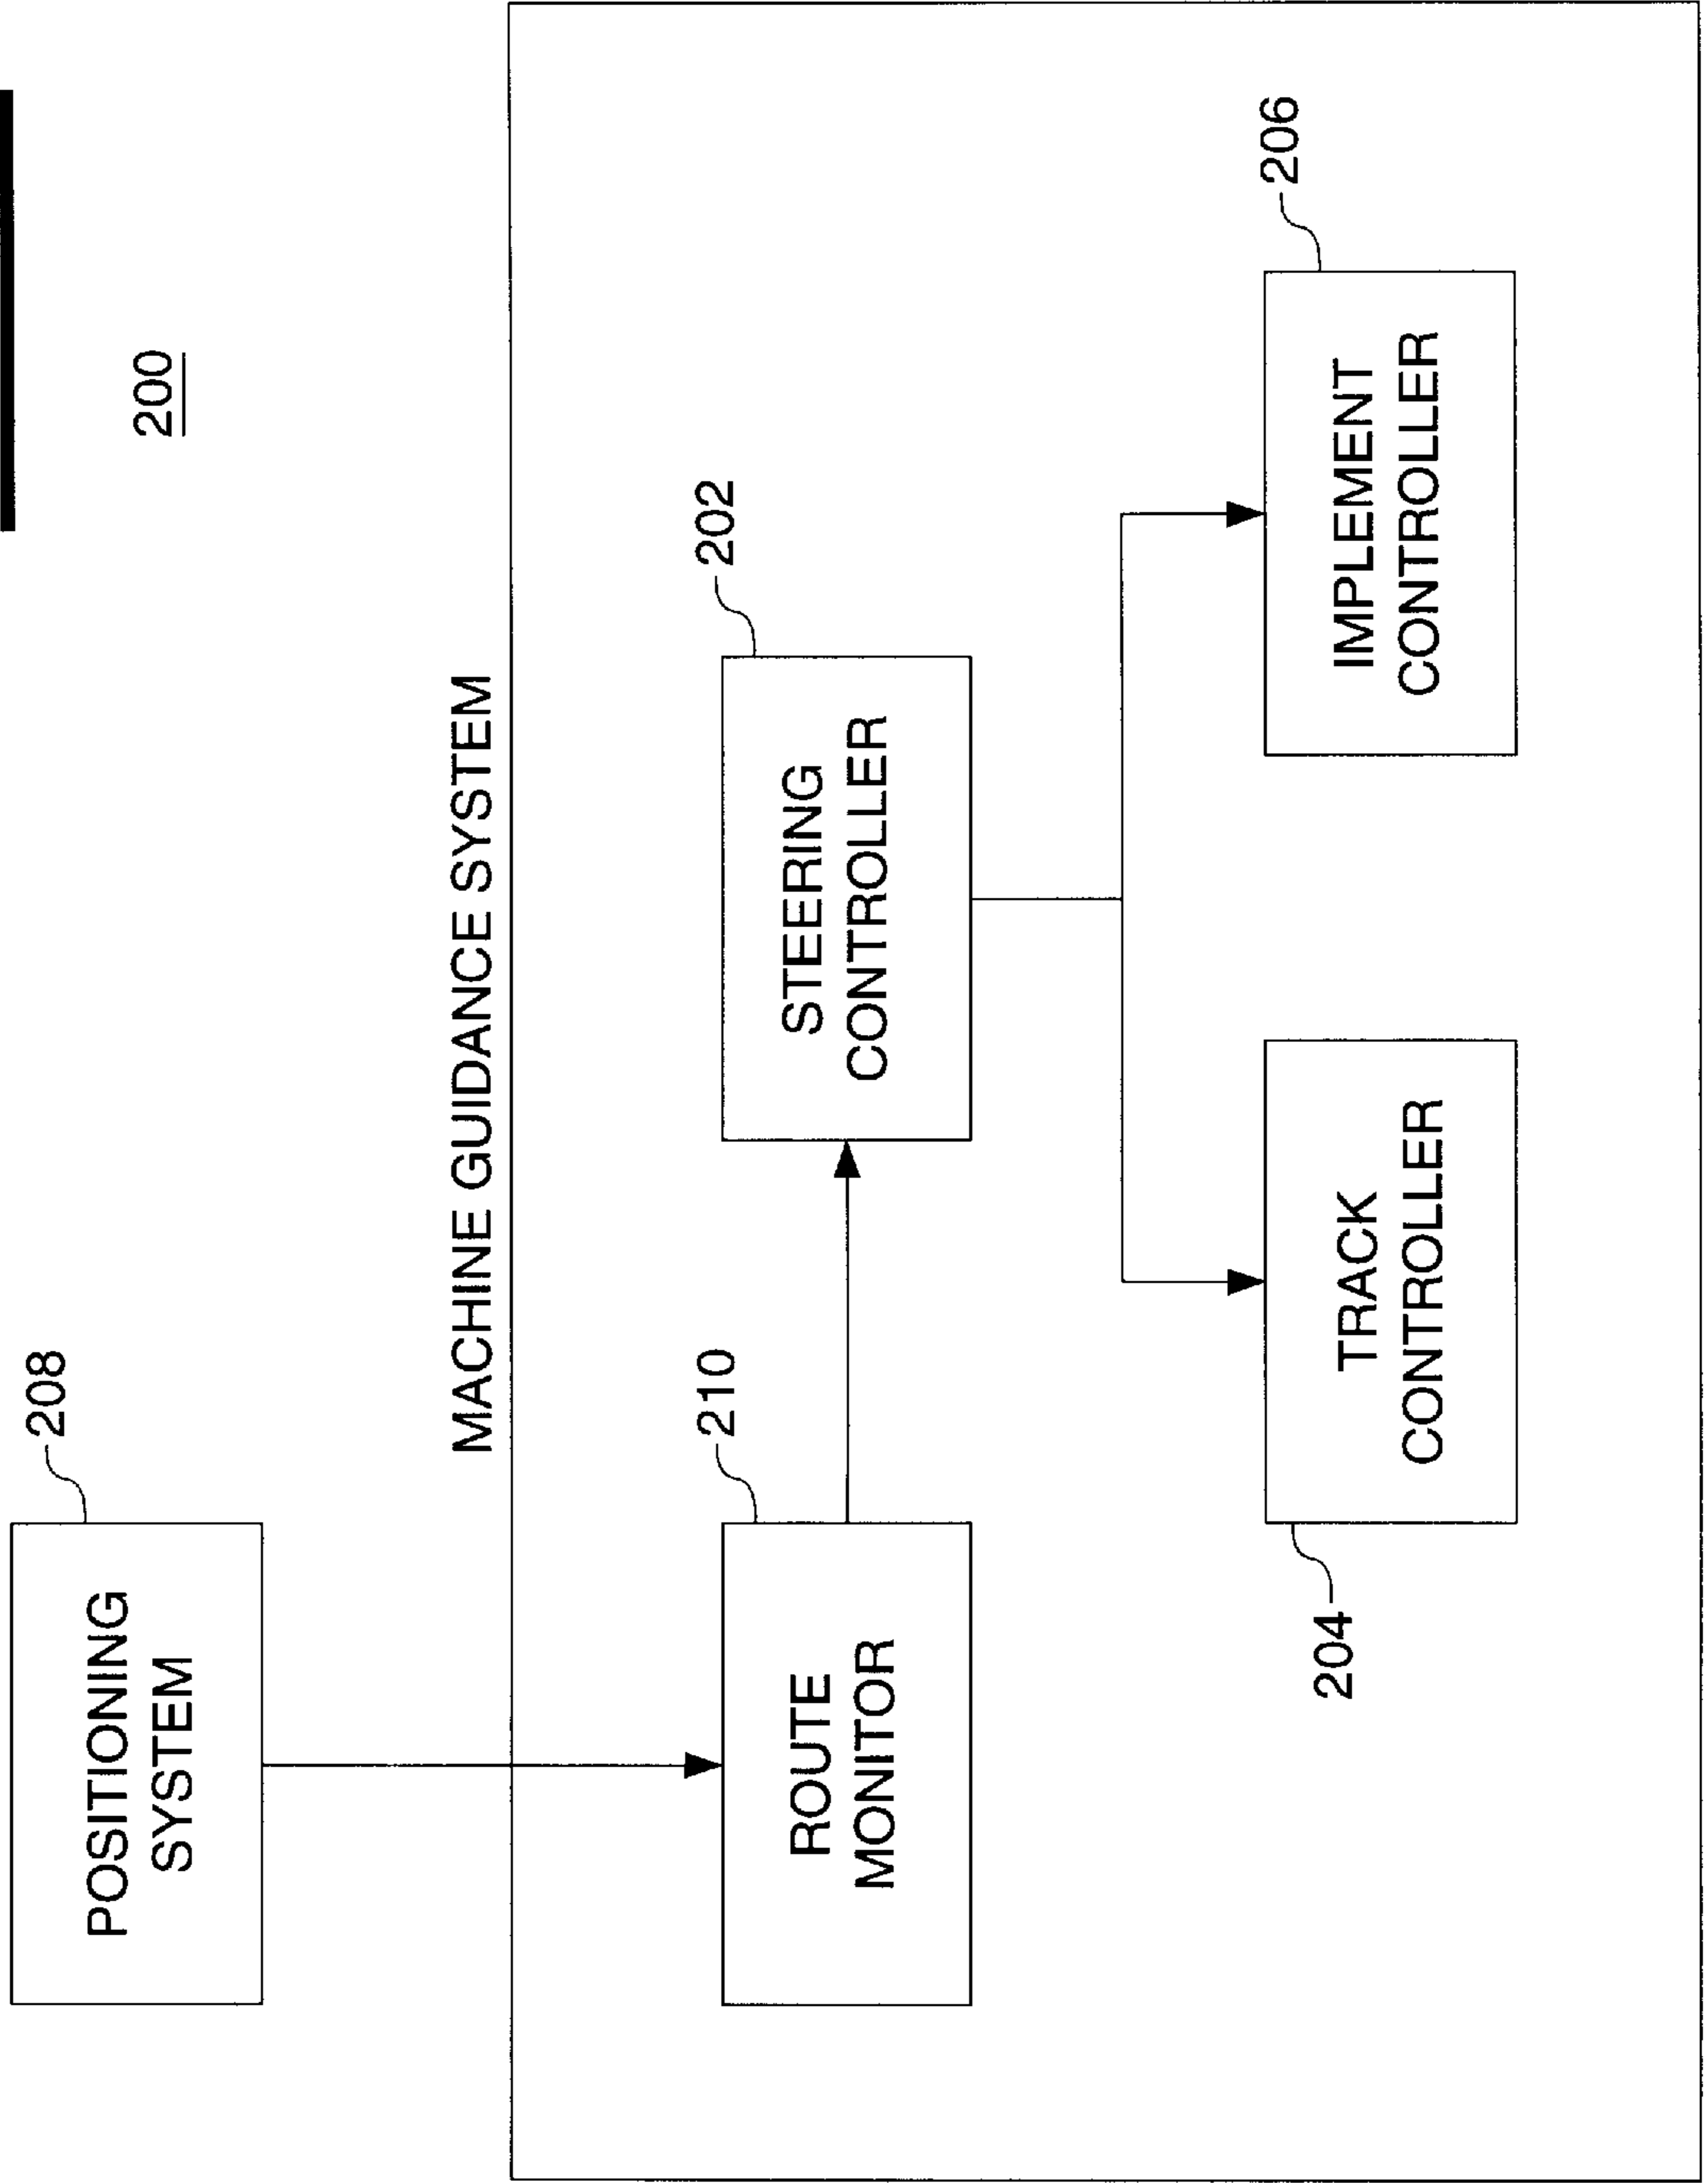 200
208
POSITIONING
SYSTEM
MACHINE GUIDANCE SYSTEM
210
ROUTE
MONITOR
202
STEERING
CONTROLLER
204
TRACK
CONTROLLER
206
IMPLEMENT
CONTROLLER